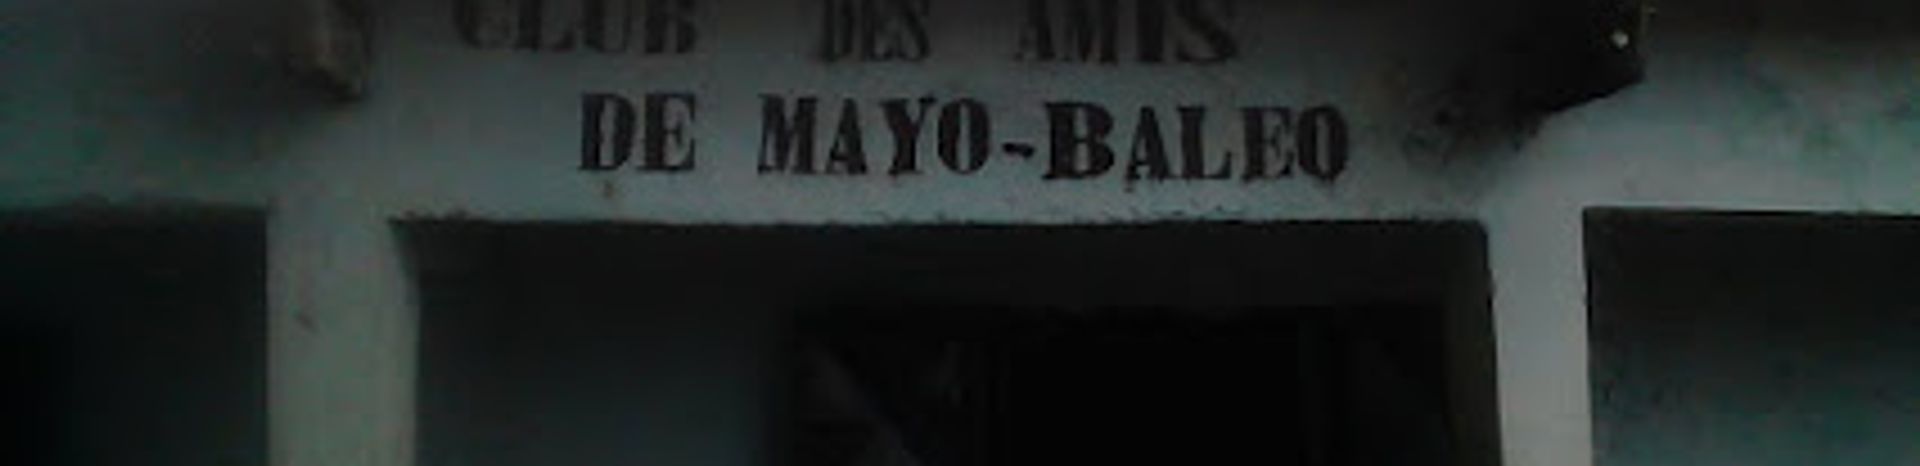 CLUB DES AMIS
DE MAYO-BALEO